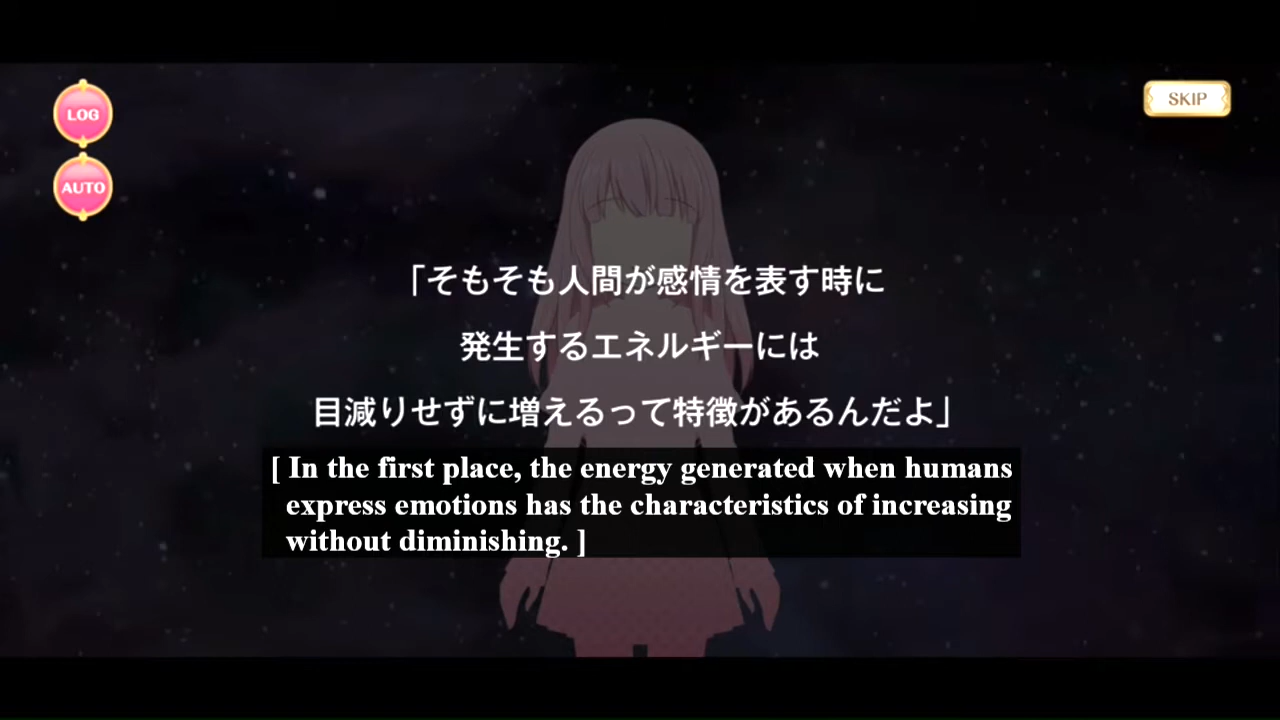 LOG
SKIP
AUTO
「そもそも人間が感情を表す時に
発生するエネルギーには
目減りせずに増えるって特徴があるんだよ」
[ In the first place, the energy generated when humans
express emotions has the characteristics of increasing
without diminishing. ]